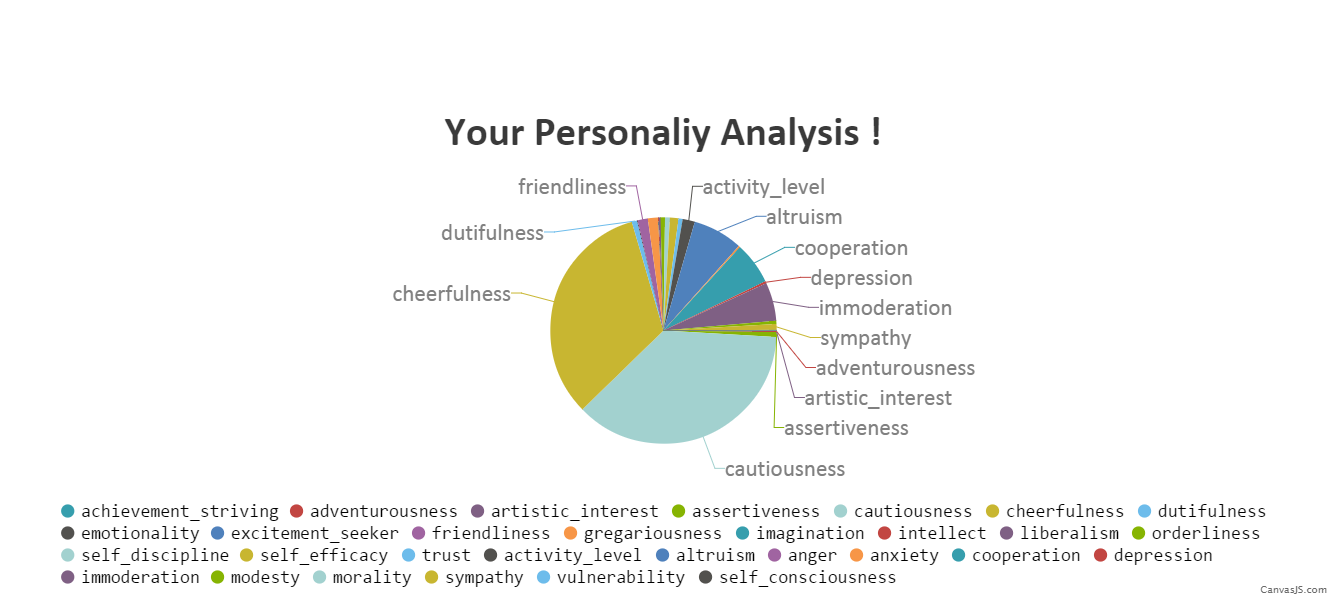 Your Personaliy Analysis !
friendliness
activity_level
altruism
dutifulness
cooperation
depression
cheerfulness
immoderation
sympathy
adventurousness
artistic_interest
assertiveness
cautiousness
achievement_striving adventurousness artistic_interest assertiveness cautiousness cheerfulness dutifulness
emotionality excitement_seeker friendliness gregariousness imagination intellect liberalism orderliness
self_discipline self_efficacy trust activity_level altruism anger anxiety cooperation depression
immoderation modesty morality sympathy vulnerability self_consciousness
CanvasJS.com